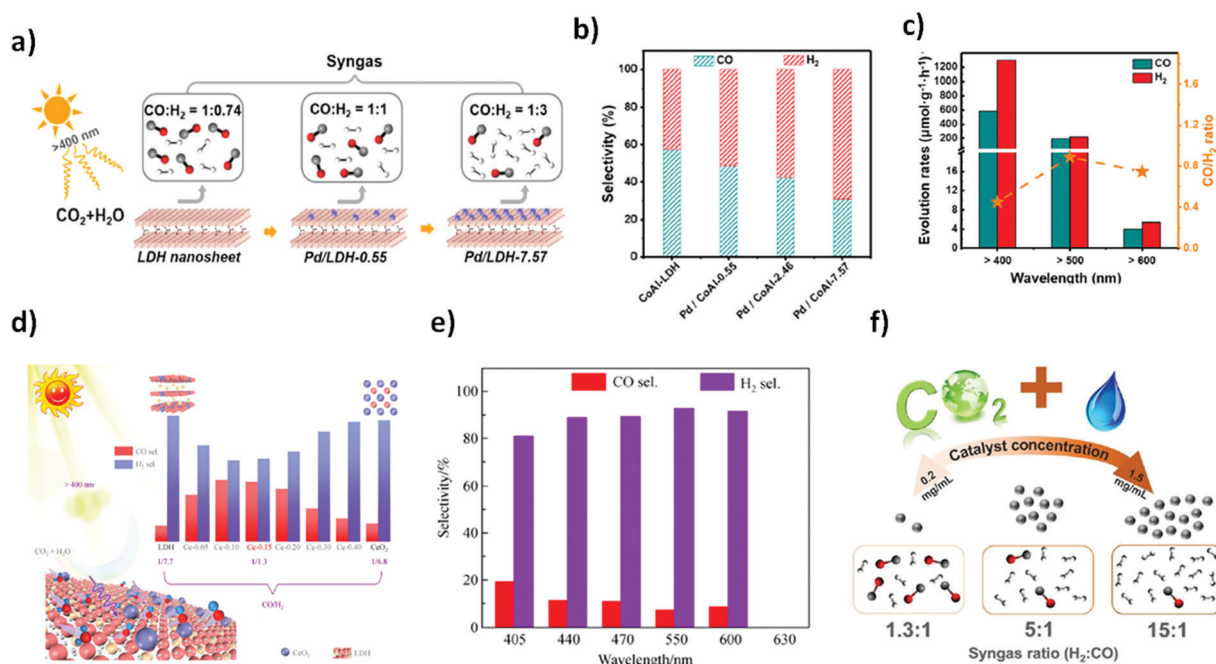 a)
Syngas
CO:H₂ = 1:0.74
CO:H₂ = 1:1
CO:H₂ = 1:3
>400 nm
CO₂+H₂O
LDH nanosheet
Pd/LDH-0.55
Pd/LDH-7.57
b)
CO
H₂
100
80
60
40
20
0
Selectivity (%)
CoAl-LDH
Pd / CoAl-0.55
Pd / CoAl-2.46
Pd / CoAl-7.57
c)
CO
H₂
1200
1000
800
600
400
200
16
12
8
4
0
Evolution rates (μmol·g⁻¹·h⁻¹)
1.6
1.2
0.8
0.4
0.0
CO/H₂ ratio
> 400
> 500
> 600
Wavelength (nm)
d)
CO sel.
H₂ sel.
> 400 nm
CO₂ + H₂O
LDH
Ce-0.05
Ce-0.10
Ce-0.15
Ce-0.20
Ce-0.30
Ce-0.40
CeO₂
1/7.7
1/1.3
1/6.8
CO/H₂
CeO₂
LDH
e)
CO sel.
H₂ sel.
100
80
60
40
20
0
Selectivity/%
405
440
470
550
600
630
Wavelength/nm
f)
CO₂
Catalyst concentration
0.2
mg/mL
1.5
mg/mL
1.3:1
5:1
15:1
Syngas ratio (H₂:CO)